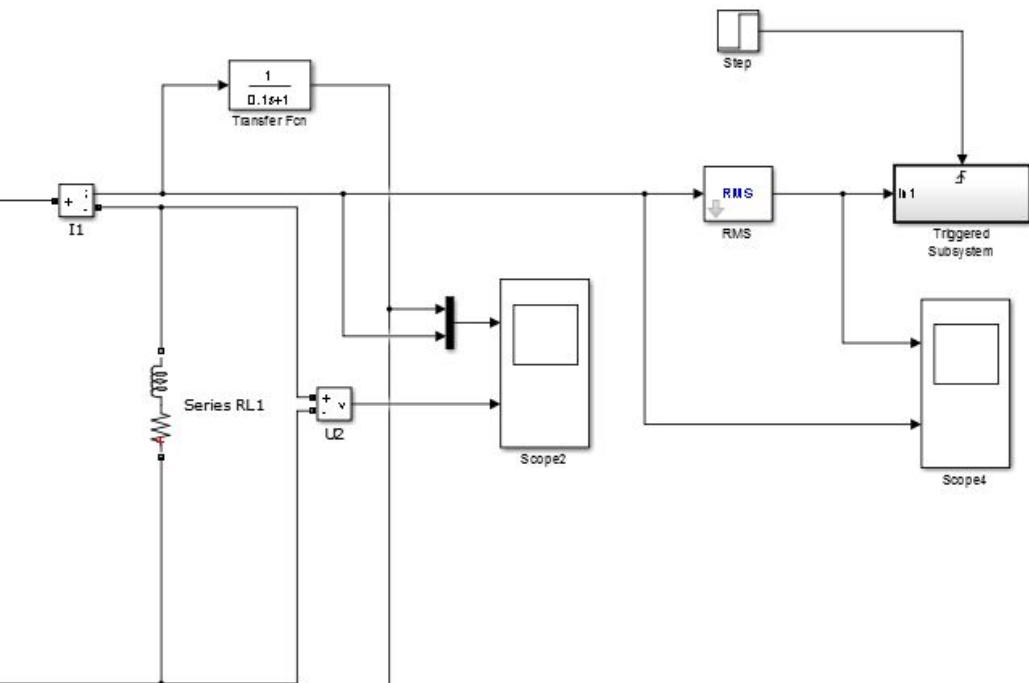 Step
1
0.1s+1
Transfer Fcn
+
i
-
I1
RMS
RMS
In1
Triggered
Subsystem
Series RL1
+
-
v
U2
Scope2
Scope4